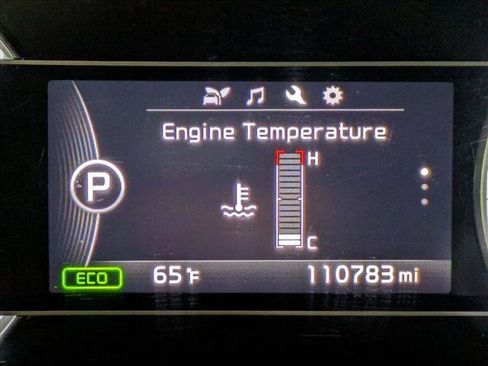 Engine Temperature
H
P
C
ECO 65°F 110783 mi